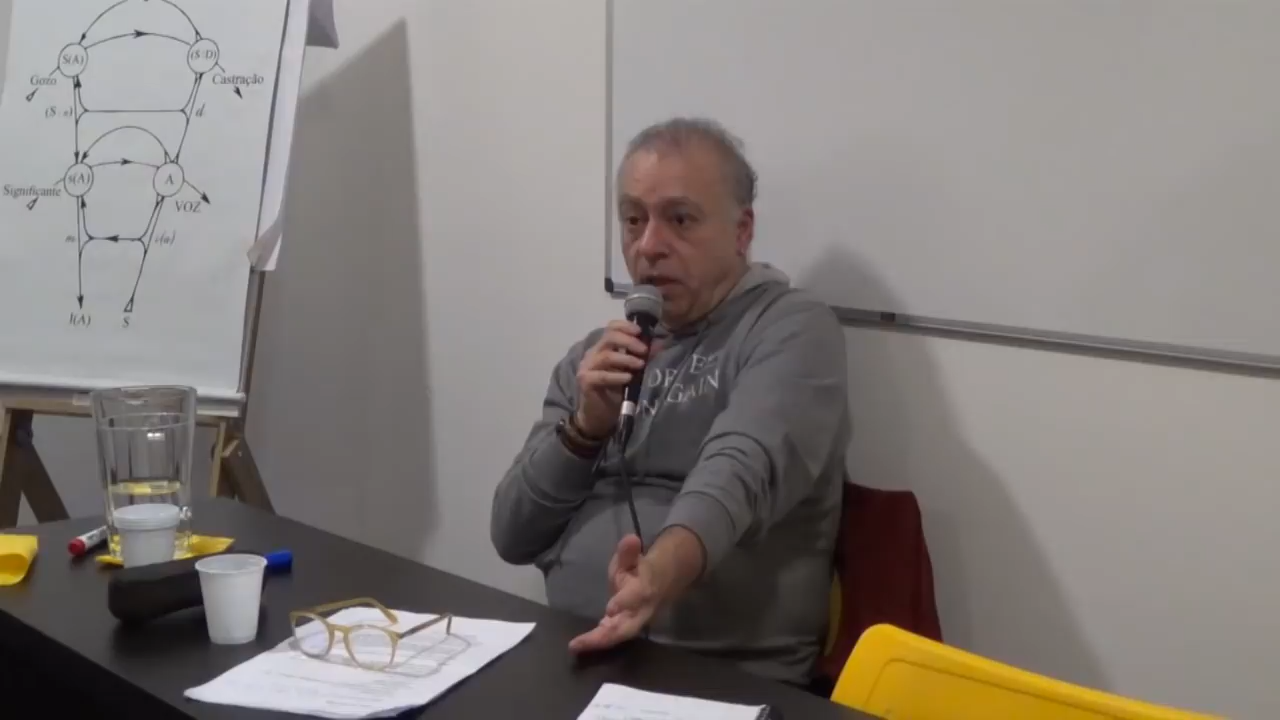 S(A)
(S◊D)
Gozo
Castração
d
s(A)
A
Significante
VOZ
m
i(a)
I(A)
S